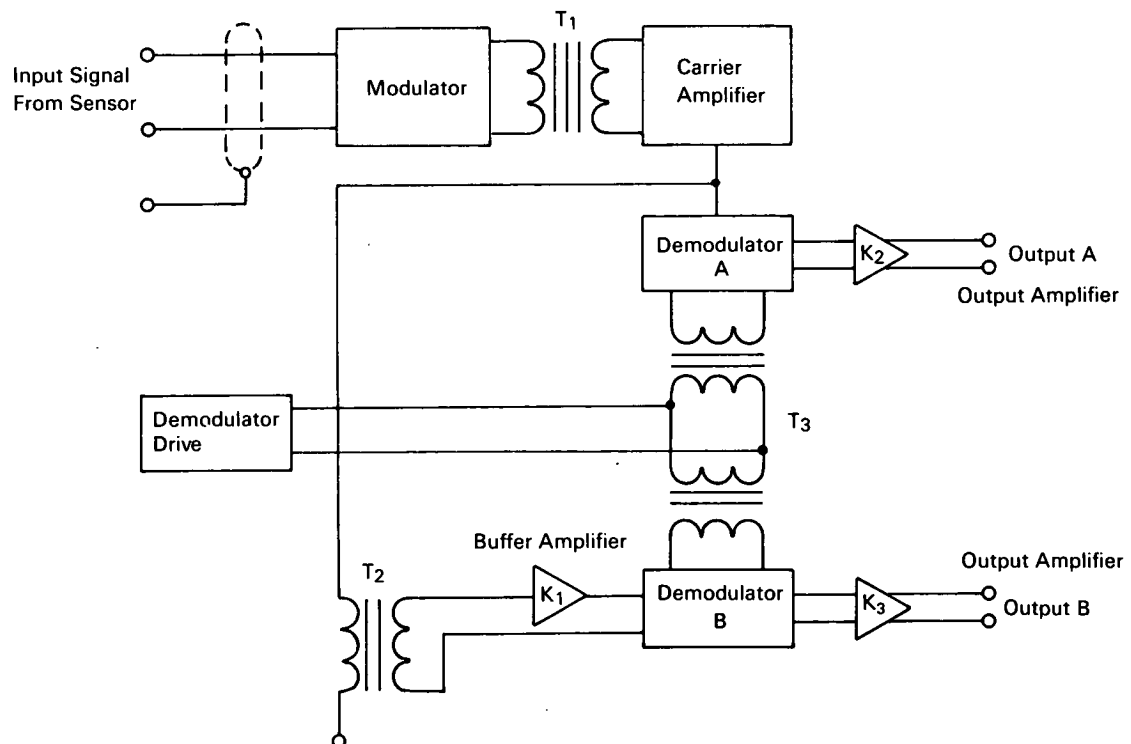 T1
Input Signal
From Sensor
Modulator
Carrier
Amplifier
Demodulator
A
K2
Output A
Output Amplifier
Demodulator
Drive
T3
Buffer Amplifier
T2
K1
Demodulator
B
K3
Output Amplifier
Output B